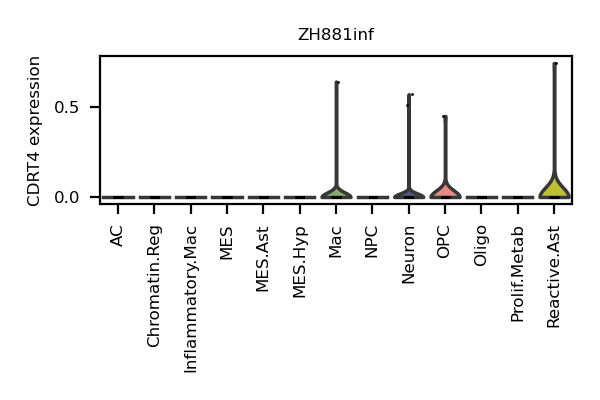 ZH881inf
CDRT4 expression
0.5
0.0
AC
Chromatin.Reg
Inflammatory.Mac
MES
MES.Ast
MES.Hyp
Mac
NPC
Neuron
OPC
Oligo
Prolif.Metab
Reactive.Ast